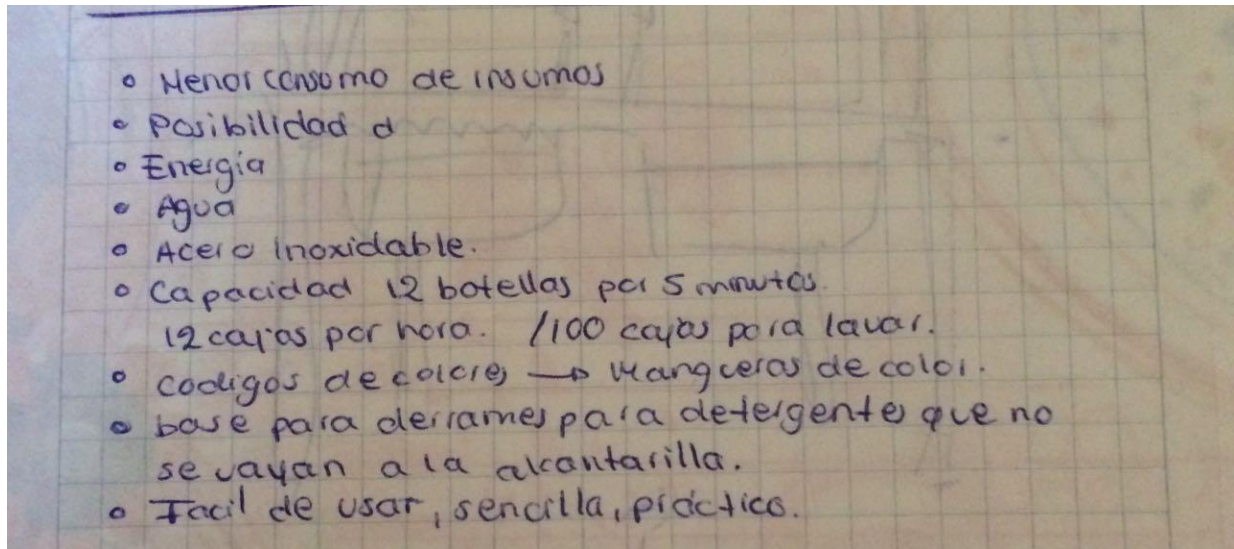 • Menor consumo de insumos
• Posibilidad d
• Energia
• Agua
• Acero Inoxidable.
• Capacidad 12 botellas por 5 minutos.
12 cajas por hora. /100 cajas para lavar.
• codigos de colores → Mangueras de color.
• base para derrames para detergentes que no
se vayan a la alcantarilla.
• Facil de usar, sencilla, práctico.